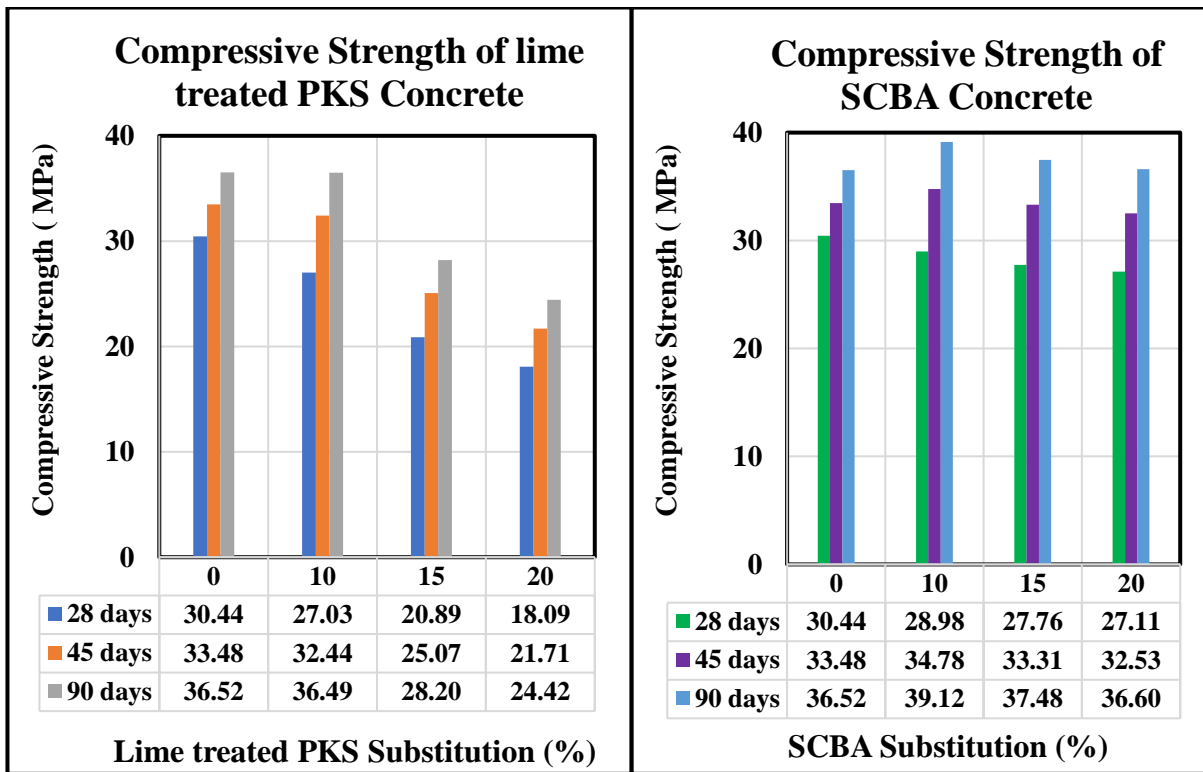 Compressive Strength of lime
treated PKS Concrete
Compressive Strength ( MPa)
40
30
20
10
0
0 10 15 20
28 days 30.44 27.03 20.89 18.09
45 days 33.48 32.44 25.07 21.71
90 days 36.52 36.49 28.20 24.42
Lime treated PKS Substitution (%)
Compressive Strength of
SCBA Concrete
Compressive Strength ( MPa)
40
30
20
10
0
0 10 15 20
28 days 30.44 28.98 27.76 27.11
45 days 33.48 34.78 33.31 32.53
90 days 36.52 39.12 37.48 36.60
SCBA Substitution (%)